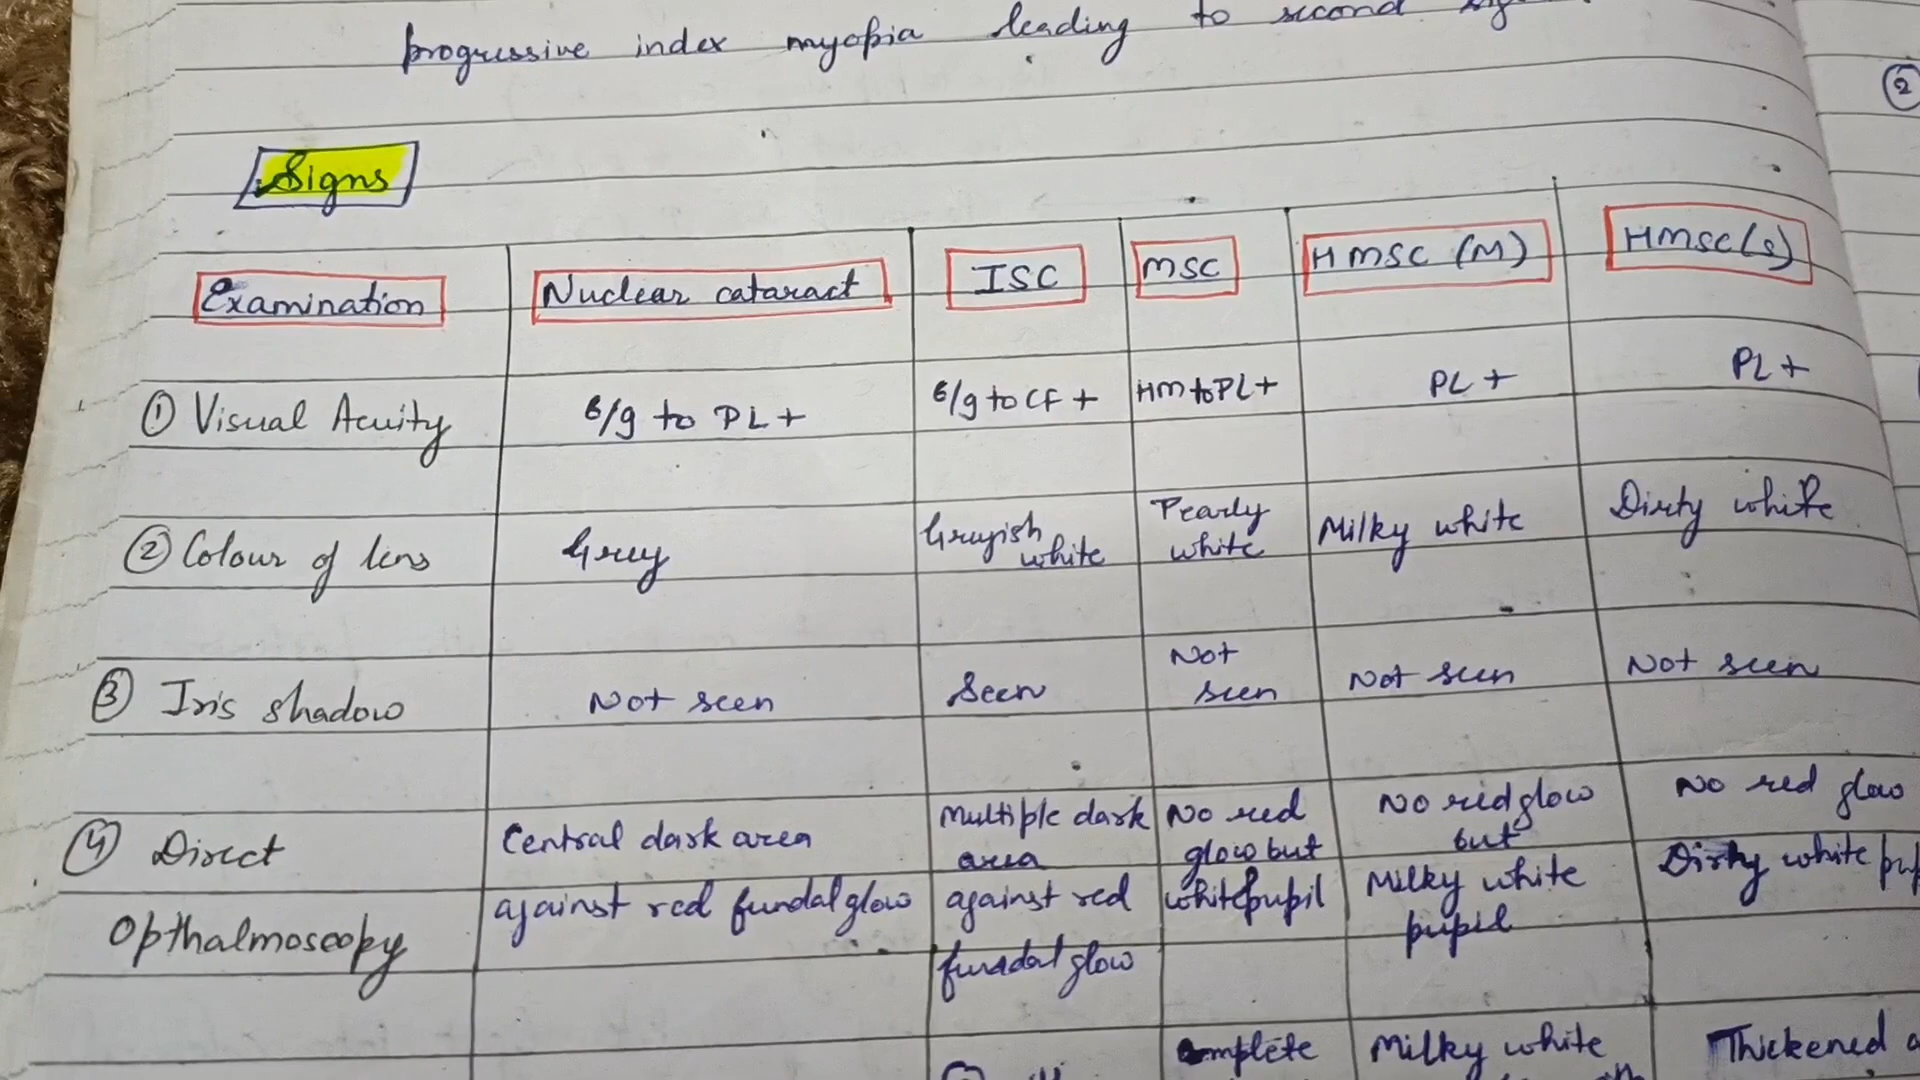 progressive index myopia leading to second
2
Signs
Examination Nuclear cataract ISC MSC HMSC (M) HMSC(S)
① Visual Acuity 6/9 to PL+ 6/9 to CF+ HM to PL+ PL+ PL+
② Colour of lens Grey Greyish white Pearly white Milky white Dirty white
③ Iris shadow Not seen Seen Not seen Not seen Not seen
④ Direct Central dark area Multiple dark area No red glow but No red glow but No red glow
Opthalmoscopy against red fundal glow against red fundal glow white pupil Milky white pupil Dirty white
Milky white Thickened